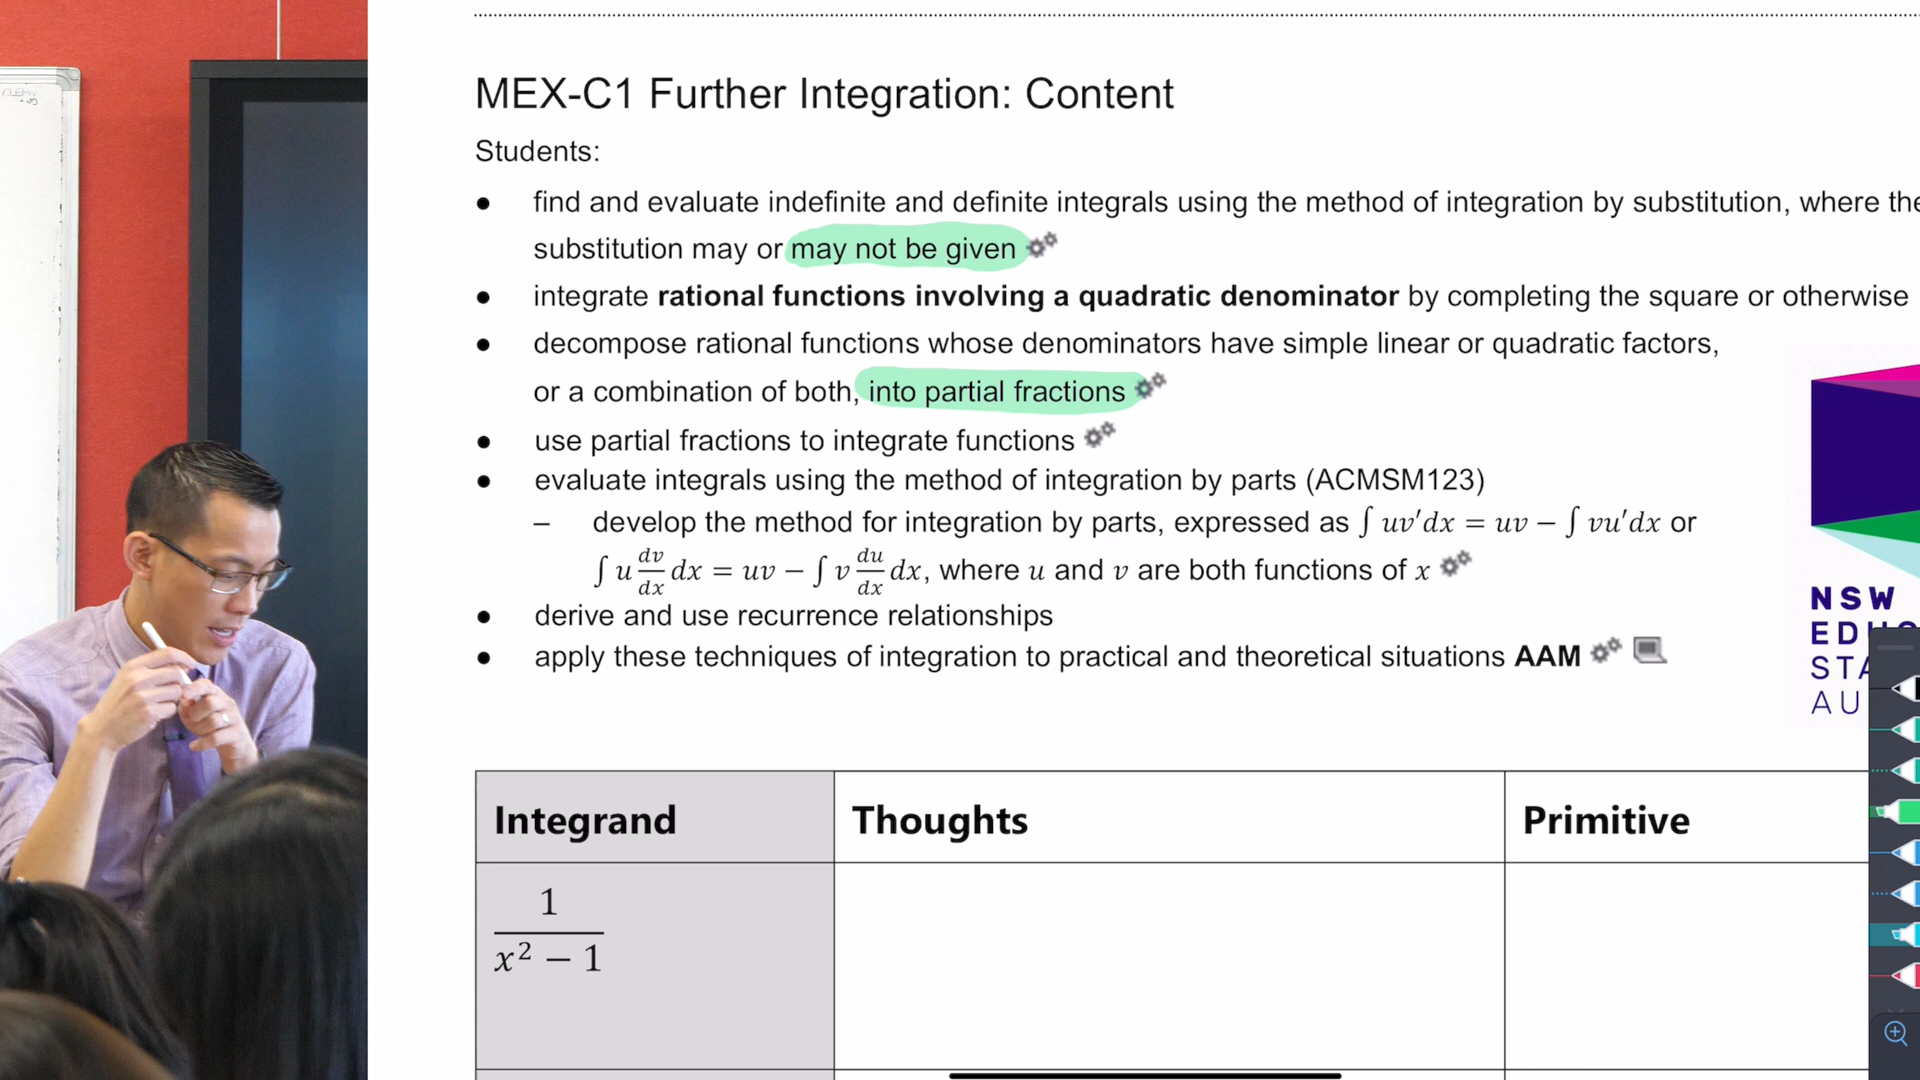 MEX-C1 Further Integration: Content
Students:
● find and evaluate indefinite and definite integrals using the method of integration by substitution, where the
substitution may or may not be given
● integrate rational functions involving a quadratic denominator by completing the square or otherwise
● decompose rational functions whose denominators have simple linear or quadratic factors,
or a combination of both, into partial fractions
● use partial fractions to integrate functions
● evaluate integrals using the method of integration by parts (ACMSM123)
– develop the method for integration by parts, expressed as ∫ uv′dx = uv − ∫ vu′dx or
∫ u dv/dx dx = uv − ∫ v du/dx dx, where u and v are both functions of x
● derive and use recurrence relationships
● apply these techniques of integration to practical and theoretical situations AAM
NSW
Integrand Thoughts Primitive
1
x² − 1